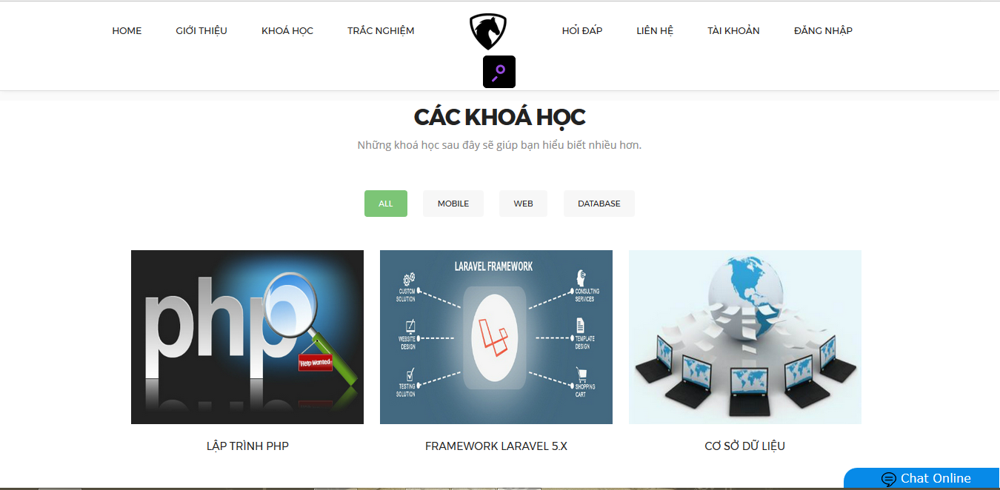 HOME GIỚI THIỆU KHOÁ HỌC TRẮC NGHIỆM HỎI ĐÁP LIÊN HỆ TÀI KHOẢN ĐĂNG NHẬP
CÁC KHOÁ HỌC
Những khoá học sau đây sẽ giúp bạn hiểu biết nhiều hơn.
ALL MOBILE WEB DATABASE
php
Help Wanted
LARAVEL FRAMEWORK
CUSTOM
SOLUTION
CONSULTING
SERVICES
WEBSITE
DESIGN
TEMPLATE
DESIGN
TESTING
SOLUTION
SHOPPING
CART
LẬP TRÌNH PHP
FRAMEWORK LARAVEL 5.X
CƠ SỞ DỮ LIỆU
Chat Online